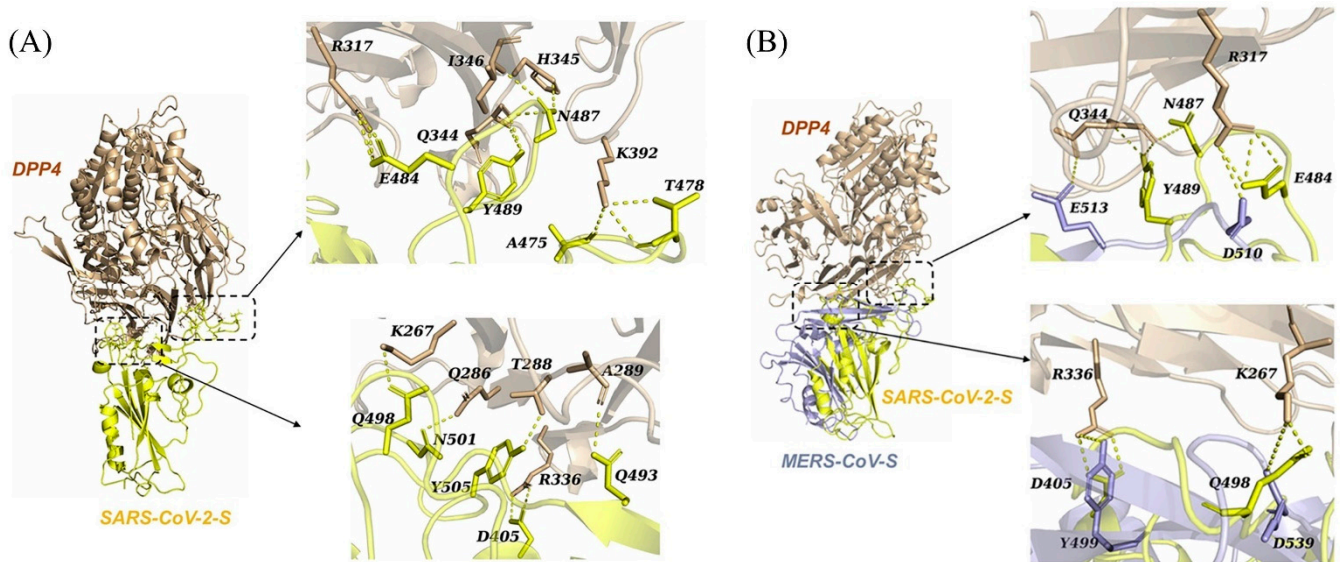 (A)
DPP4
SARS-CoV-2-S
R317
I346
H345
Q344
N487
E484
Y489
K392
T478
A475
K267
Q286
T288
A289
Q498
N501
Y505
R336
Q493
D405
(B)
DPP4
SARS-CoV-2-S
MERS-CoV-S
R317
Q344
N487
E484
Y489
E513
D510
R336
K267
D405
Q498
Y499
D539